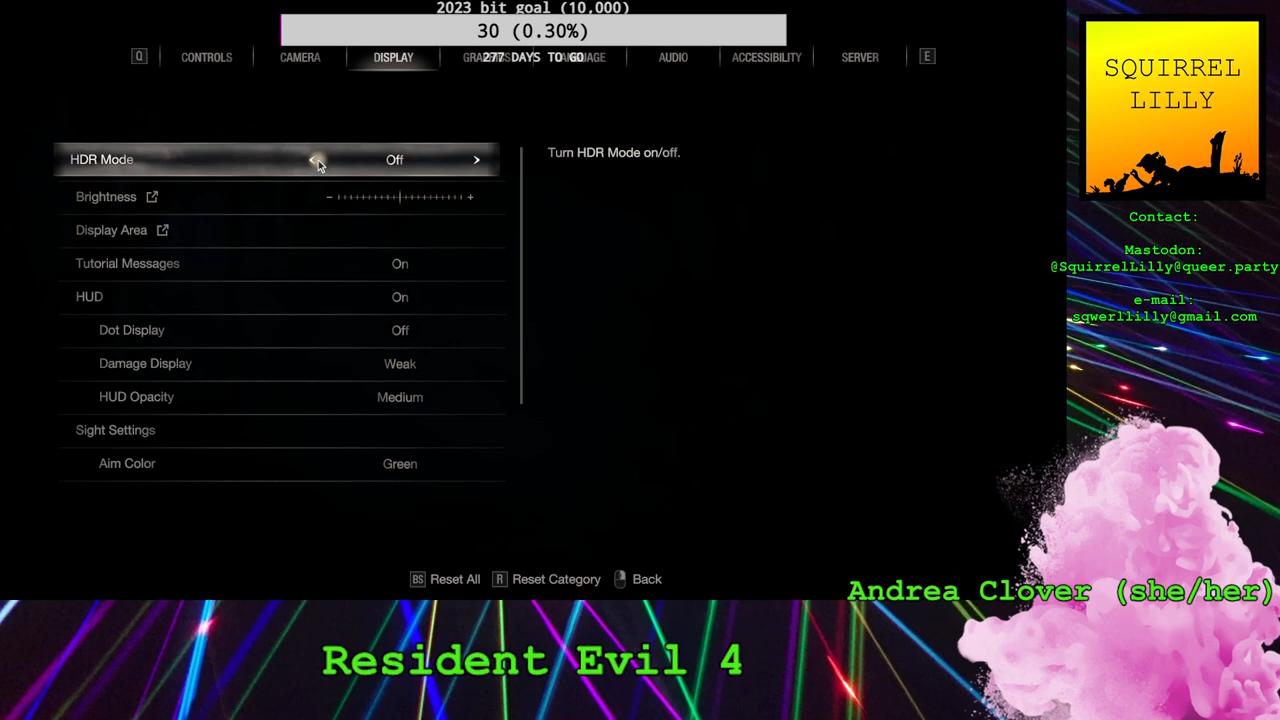 2023 bit goal (10,000)
30 (0.30%)
277 DAYS TO GO
Q CONTROLS CAMERA DISPLAY AUDIO ACCESSIBILITY SERVER E
HDR Mode Off
Turn HDR Mode on/off.
Brightness
Display Area
Tutorial Messages On
HUD On
Dot Display Off
Damage Display Weak
HUD Opacity Medium
Sight Settings
Aim Color Green
BS Reset All R Reset Category Back
SQUIRREL
LILLY
Contact:
Mastodon:
@SquirrelLilly@queer.party
e-mail:
sqwerllilly@gmail.com
Andrea Clover (she/her)
Resident Evil 4